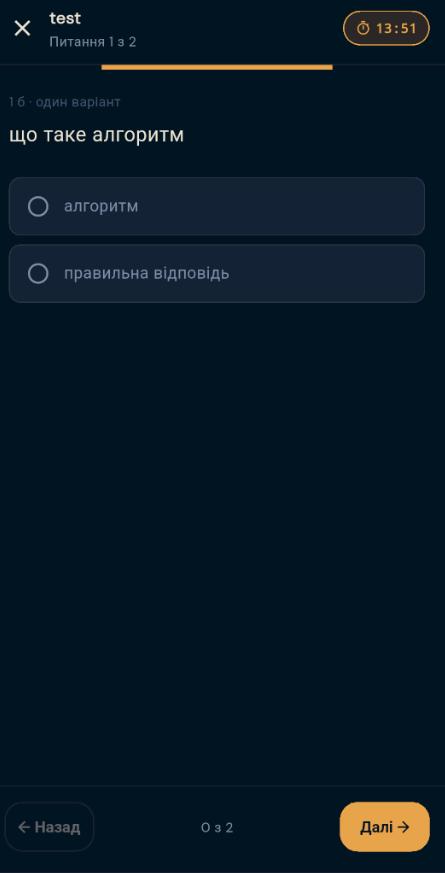 test
Питання 1 з 2
13:51
1 б · один варіант
що таке алгоритм
алгоритм
правильна відповідь
← Назад
0 з 2
Далі →